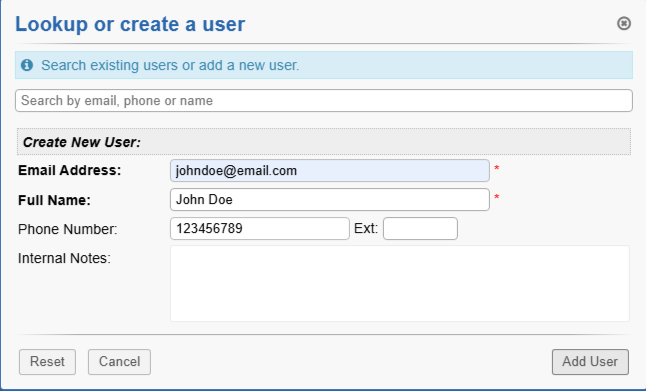 Lookup or create a user
Search existing users or add a new user.
Search by email, phone or name
Create New User:
Email Address: johndoe@email.com *
Full Name: John Doe *
Phone Number: 123456789 Ext:
Internal Notes:
Reset Cancel Add User